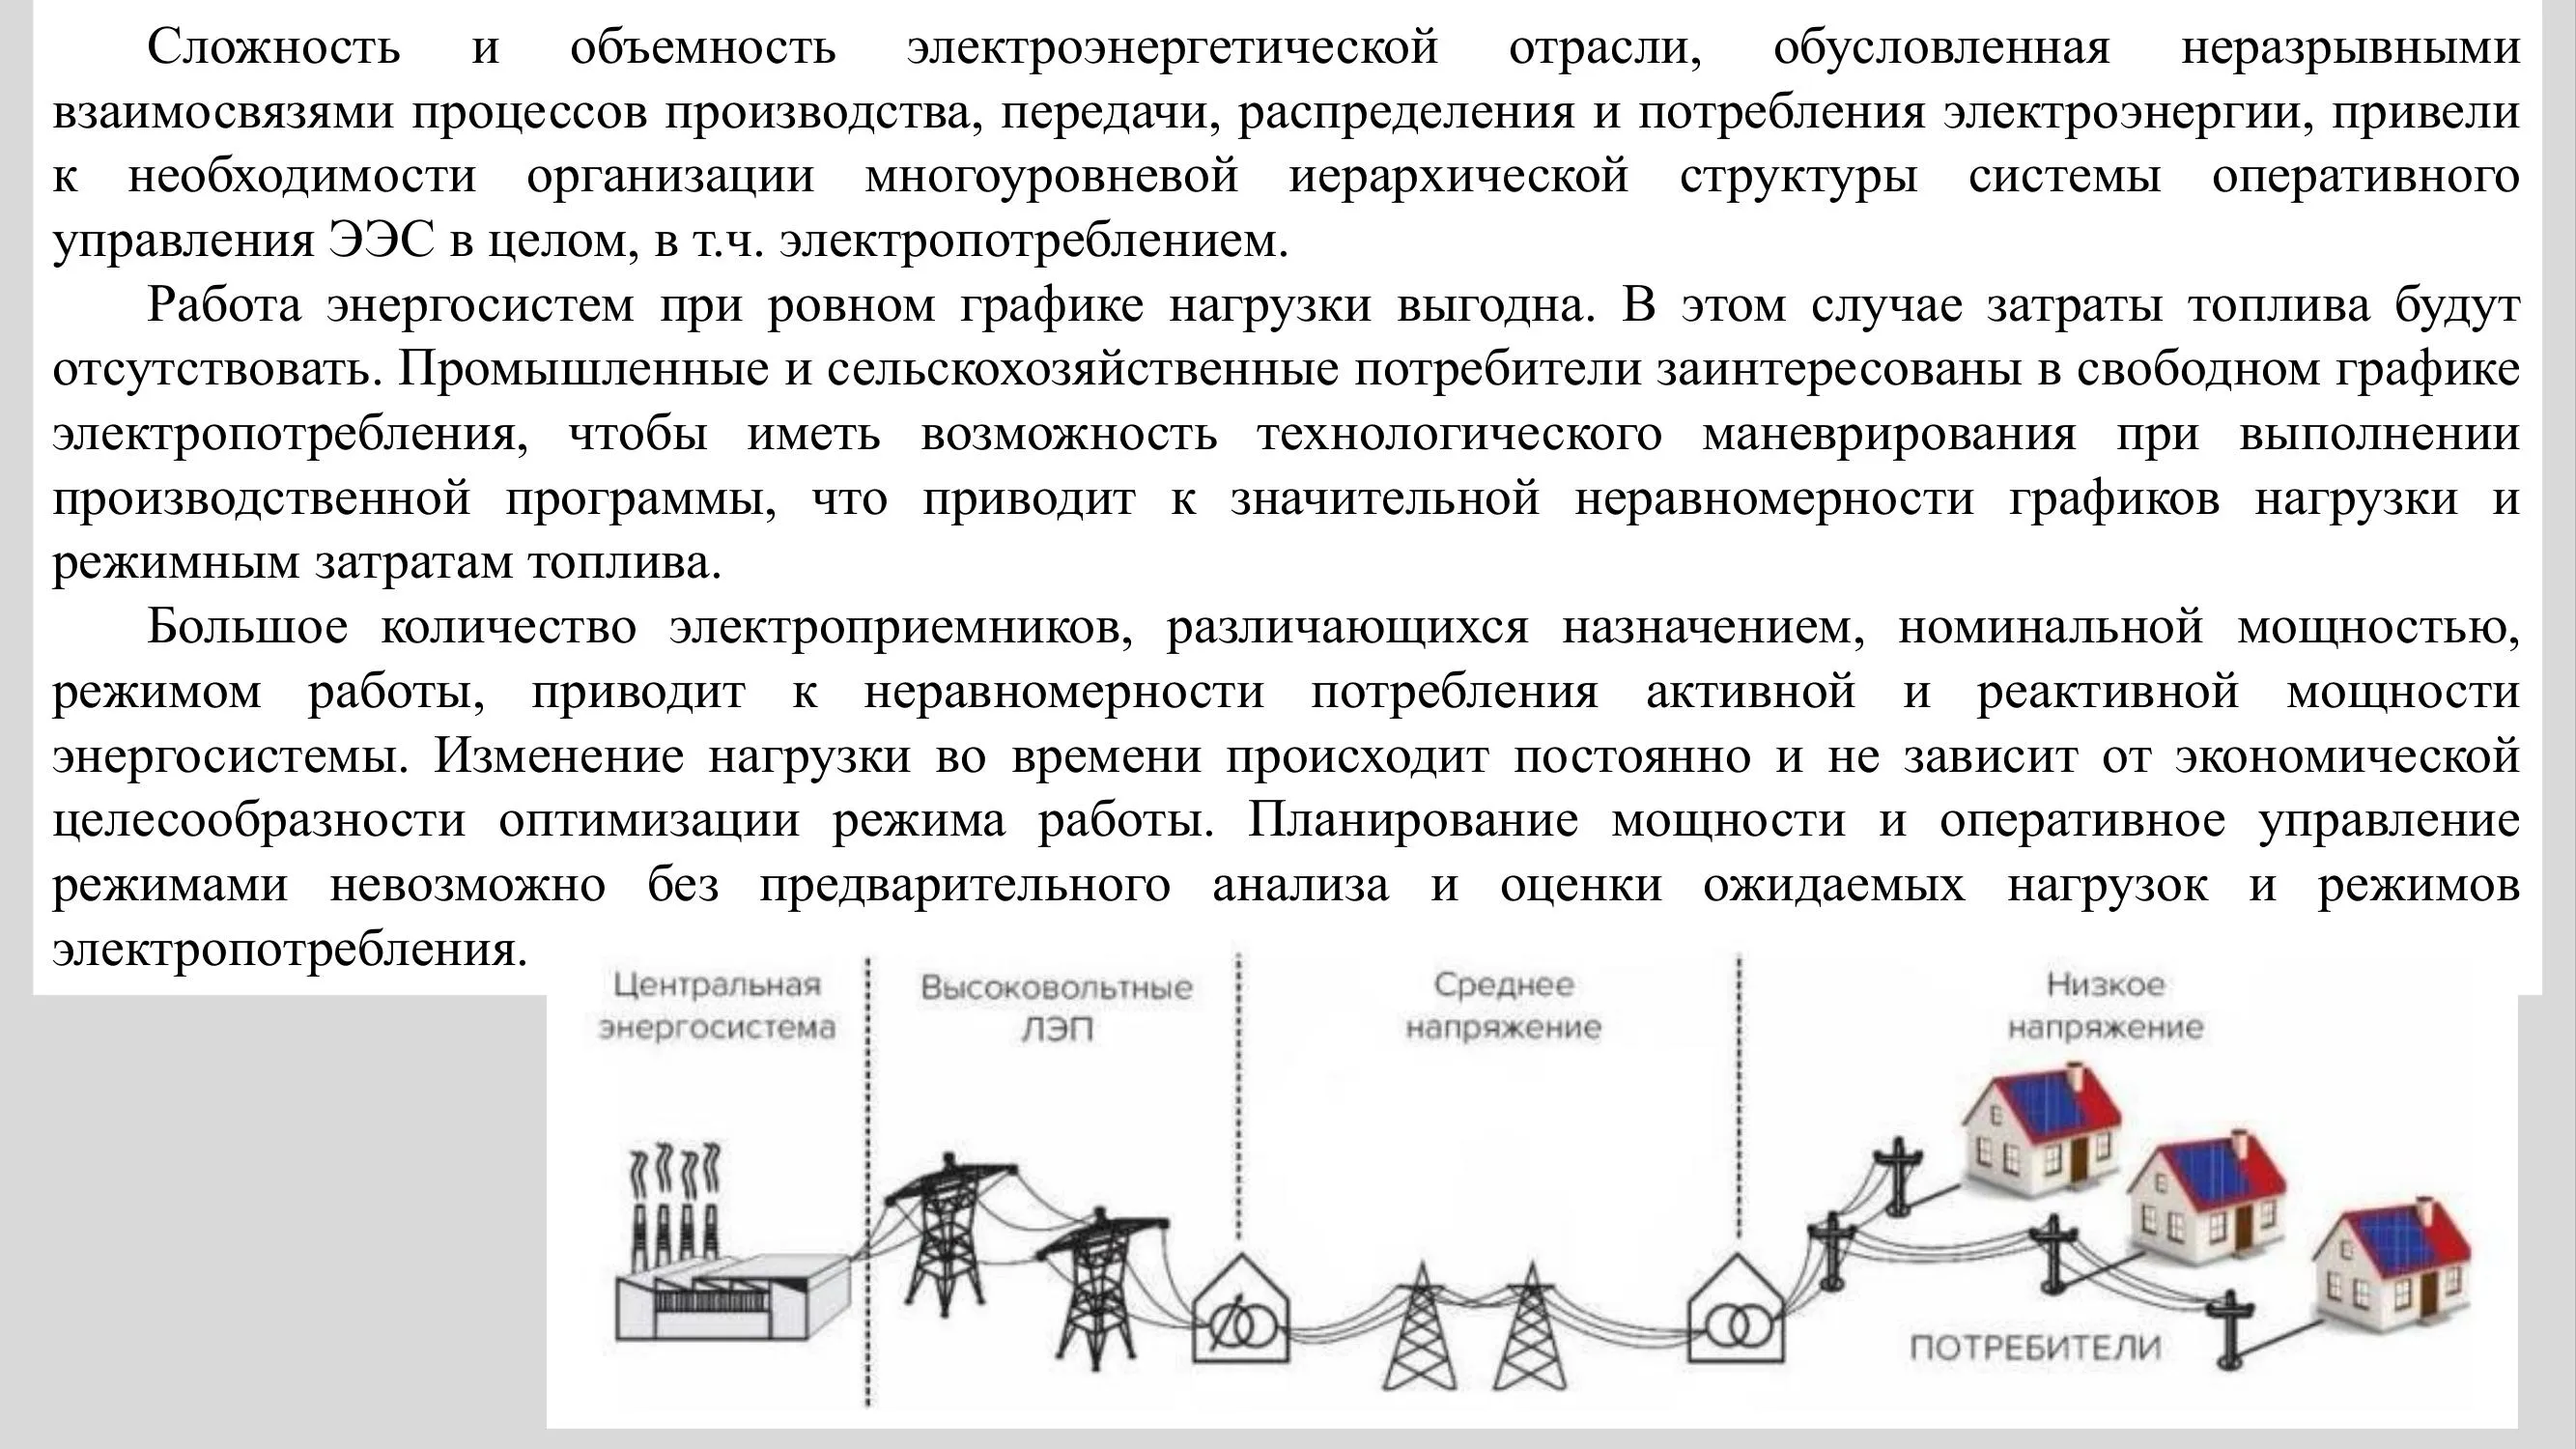 Сложность и объемность электроэнергетической отрасли, обусловленная неразрывными
взаимосвязями процессов производства, передачи, распределения и потребления электроэнергии, привели
к необходимости организации многоуровневой иерархической структуры системы оперативного
управления ЭЭС в целом, в т.ч. электропотреблением.
Работа энергосистем при ровном графике нагрузки выгодна. В этом случае затраты топлива будут
отсутствовать. Промышленные и сельскохозяйственные потребители заинтересованы в свободном графике
электропотребления, чтобы иметь возможность технологического маневрирования при выполнении
производственной программы, что приводит к значительной неравномерности графиков нагрузки и
режимным затратам топлива.
Большое количество электроприемников, различающихся назначением, номинальной мощностью,
режимом работы, приводит к неравномерности потребления активной и реактивной мощности
энергосистемы. Изменение нагрузки во времени происходит постоянно и не зависит от экономической
целесообразности оптимизации режима работы. Планирование мощности и оперативное управление
режимами невозможно без предварительного анализа и оценки ожидаемых нагрузок и режимов
электропотребления.
Центральная
энергосистема
Высоковольтные
ЛЭП
Среднее
напряжение
Низкое
напряжение
ПОТРЕБИТЕЛИ